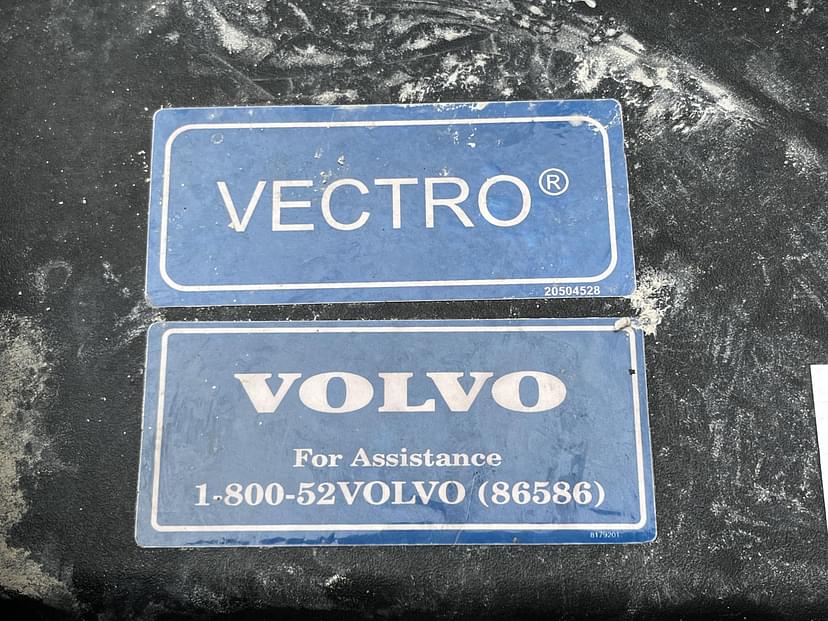 VECTRO®
20504528
VOLVO
For Assistance
1-800-52VOLVO (86586)
8179201